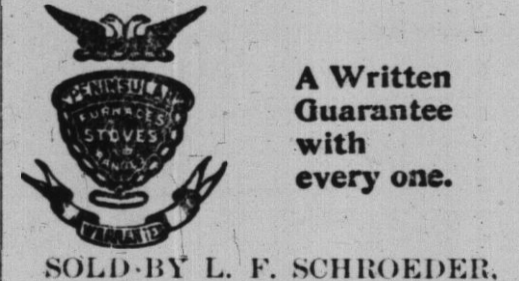 PENINSULAR
FURNACES
STOVES
RANGES
WARRANTED
A Written
Guarantee
with
every one.
SOLD BY L. F. SCHROEDER,